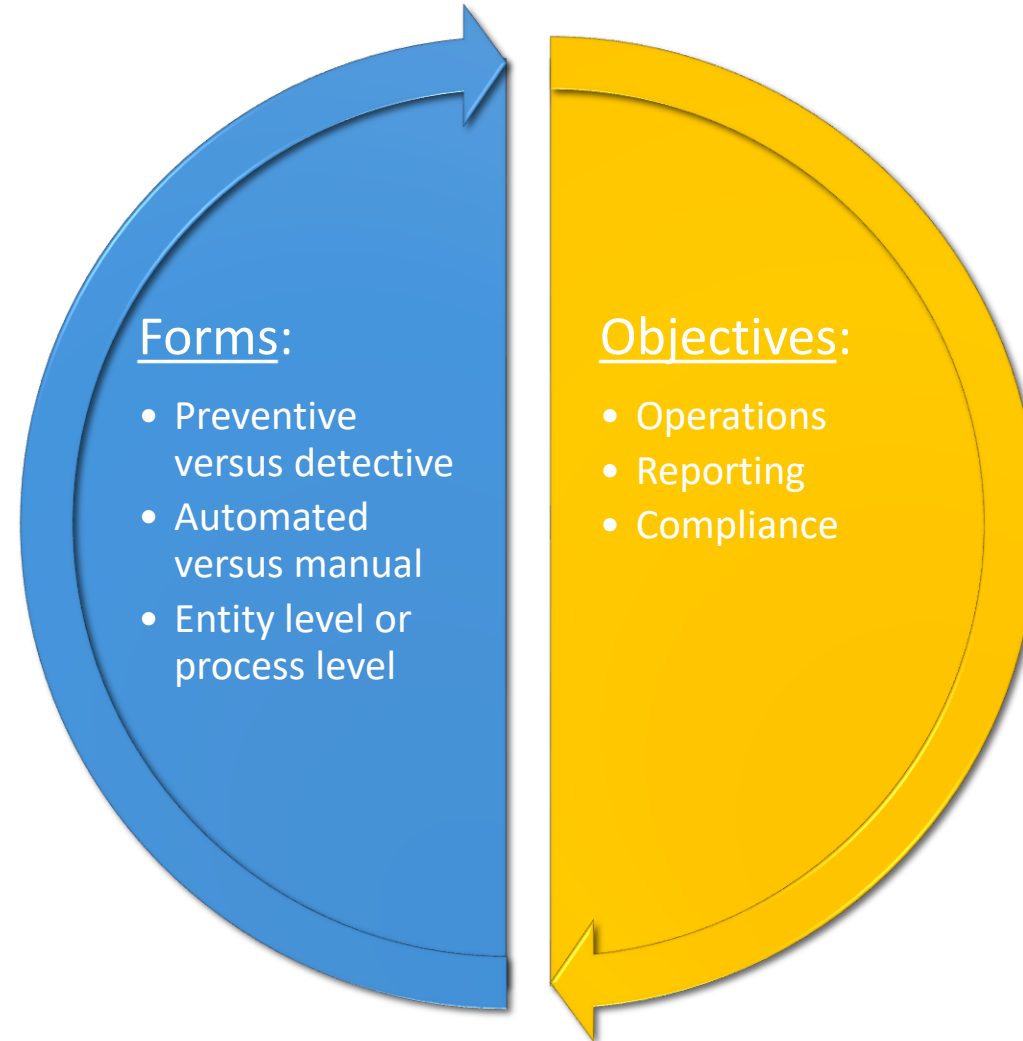 Forms:
• Preventive
versus detective
• Automated
versus manual
• Entity level or
process level
Objectives:
• Operations
• Reporting
• Compliance